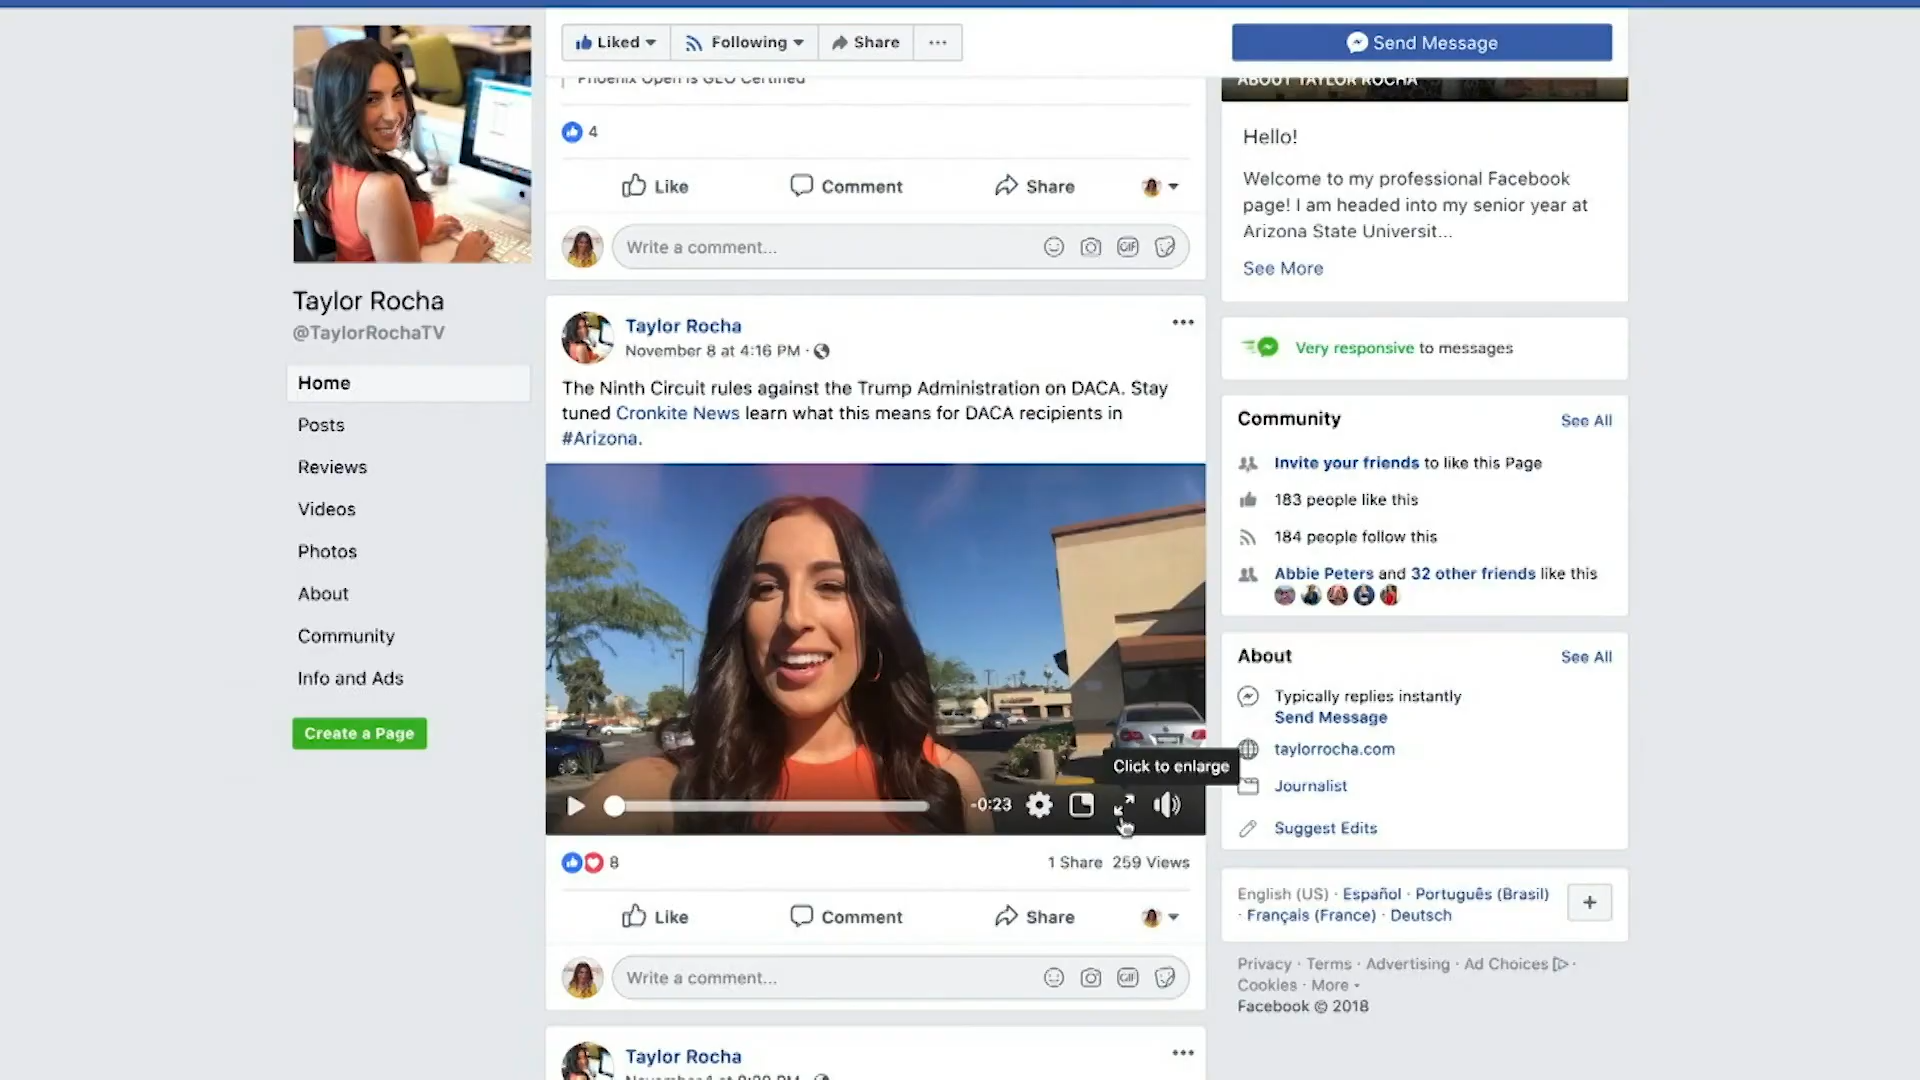 Liked
Following
Share
Send Message
Phoenix Open is GEO Certified
ABOUT TAYLOR ROCHA
4
Like
Comment
Share
Write a comment...
GIF
Taylor Rocha
@TaylorRochaTV
Home
Posts
Reviews
Videos
Photos
About
Community
Info and Ads
Create a Page
Taylor Rocha
November 8 at 4:16 PM ·
The Ninth Circuit rules against the Trump Administration on DACA. Stay
tuned Cronkite News learn what this means for DACA recipients in
#Arizona.
-0:23
Click to enlarge
8
1 Share 259 Views
Like
Comment
Share
Write a comment...
GIF
Taylor Rocha
Hello!
Welcome to my professional Facebook
page! I am headed into my senior year at
Arizona State Universit...
See More
Very responsive to messages
Community
See All
Invite your friends to like this Page
183 people like this
184 people follow this
Abbie Peters and 32 other friends like this
About
See All
Typically replies instantly
Send Message
taylorrocha.com
Journalist
Suggest Edits
English (US) · Español · Português (Brasil)
· Français (France) · Deutsch
+
Privacy · Terms · Advertising · Ad Choices ·
Cookies · More
Facebook © 2018